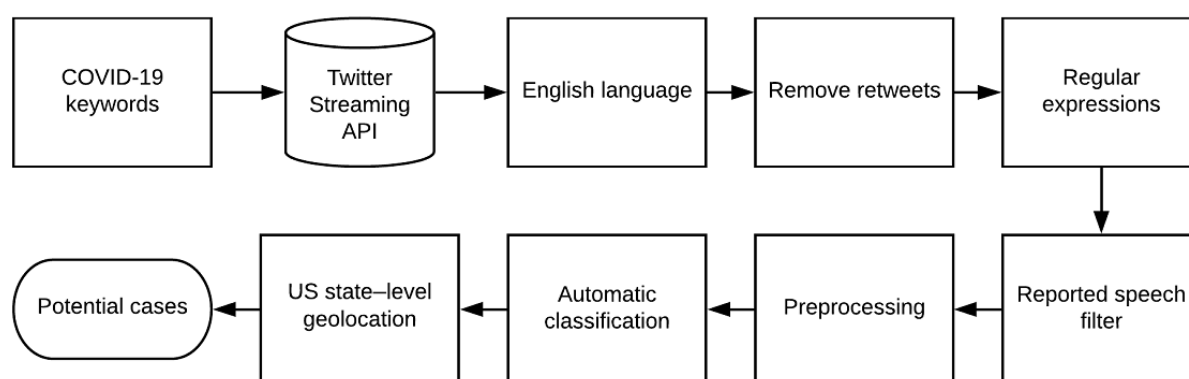 COVID-19
keywords
Twitter
Streaming
API
English language
Remove retweets
Regular
expressions
Reported speech
filter
Preprocessing
Automatic
classification
US state–level
geolocation
Potential cases